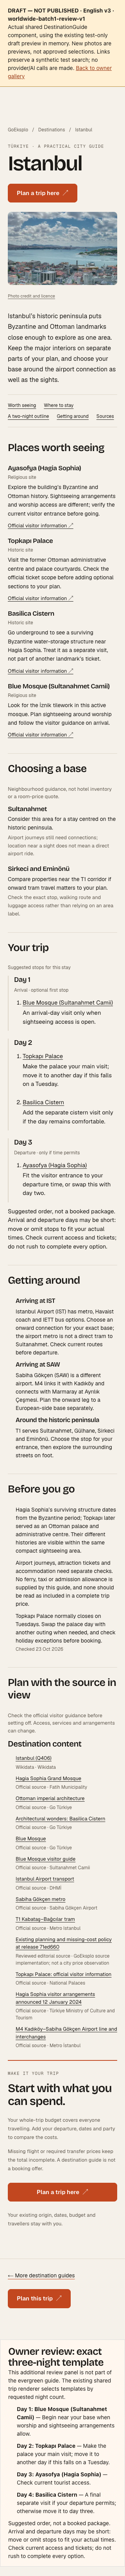 DRAFT — NOT PUBLISHED · English v3 ·
worldwide-batch1-review-v1
Actual shared DestinationGuide
component, using the existing test-only
draft preview in memory. New photos are
previews, not approved selections. Links
reverse a synthetic test search; no
provider/AI calls are made. Back to owner
gallery
GoExplo / Destinations / Istanbul
TÜRKIYE · A PRACTICAL CITY GUIDE
Istanbul
Plan a trip here ↗
Photo credit and licence
Istanbul's historic peninsula puts
Byzantine and Ottoman landmarks
close enough to explore as one area.
Keep the major interiors on separate
parts of your plan, and choose your
base around the airport connection as
well as the sights.
Worth seeing Where to stay
A two-night outline Getting around Sources
Places worth seeing
Ayasofya (Hagia Sophia)
Religious site
Explore the building's Byzantine and
Ottoman history. Sightseeing arrangements
and worship access are different; verify the
current visitor entrance before going.
Official visitor information ↗
Topkapı Palace
Historic site
Visit the former Ottoman administrative
centre and palace courtyards. Check the
official ticket scope before adding optional
sections to your plan.
Official visitor information ↗
Basilica Cistern
Historic site
Go underground to see a surviving
Byzantine water-storage structure near
Hagia Sophia. Treat it as a separate visit,
not part of another landmark's ticket.
Official visitor information ↗
Blue Mosque (Sultanahmet Camii)
Religious site
Look for the İznik tilework in this active
mosque. Plan sightseeing around worship
and follow the visitor guidance on arrival.
Official visitor information ↗
Choosing a base
Neighbourhood guidance, not hotel inventory
or a room-price quote.
Sultanahmet
Consider this area for a stay centred on the
historic peninsula.
Airport journeys still need connections;
location near a sight does not mean a direct
airport ride.
Sirkeci and Eminönü
Compare properties near the T1 corridor if
onward tram travel matters to your plan.
Check the exact stop, walking route and
luggage access rather than relying on an area
label.
Your trip
Suggested stops for this stay
Day 1
Arrival · optional first stop
1. Blue Mosque (Sultanahmet Camii)
An arrival-day visit only when
sightseeing access is open.
Day 2
1. Topkapı Palace
Make the palace your main visit;
move it to another day if this falls
on a Tuesday.
2. Basilica Cistern
Add the separate cistern visit only
if the day remains comfortable.
Day 3
Departure · only if time permits
1. Ayasofya (Hagia Sophia)
Fit the visitor entrance to your
departure time, or swap this with
day two.
Suggested order, not a booked package.
Arrival and departure days may be short:
move or omit stops to fit your actual
times. Check current access and tickets;
do not rush to complete every option.
Getting around
Arriving at IST
Istanbul Airport (IST) has metro, Havaist
coach and IETT bus options. Choose an
onward connection for your exact base;
the airport metro is not a direct tram to
Sultanahmet. Check current routes
before departure.
Arriving at SAW
Sabiha Gökçen (SAW) is a different
airport. M4 links it with Kadıköy and
connects with Marmaray at Ayrılık
Çeşmesi. Plan the onward leg to a
European-side base separately.
Around the historic peninsula
T1 serves Sultanahmet, Gülhane, Sirkeci
and Eminönü. Choose the stop for your
entrance, then explore the surrounding
streets on foot.
Before you go
Hagia Sophia's surviving structure dates
from the Byzantine period; Topkapı later
served as an Ottoman palace and
administrative centre. Their different
histories are visible within the same
compact sightseeing area.
Airport journeys, attraction tickets and
accommodation need separate checks.
No ferry, taxi or admission allowance is
supplied by this guide, and none should
be read as included in a complete trip
price.
Topkapı Palace normally closes on
Tuesdays. Swap the palace day with
another outing when needed, and check
holiday exceptions before booking.
Checked 23 Oct 2026
Plan with the source in
view
Check the official visitor guidance before
setting off. Access, services and arrangements
can change.
Destination content
Istanbul (Q406)
Wikidata · Wikidata
Hagia Sophia Grand Mosque
Official source · Fatih Municipality
Ottoman imperial architecture
Official source · Go Türkiye
Architectural wonders: Basilica Cistern
Official source · Go Türkiye
Blue Mosque
Official source · Go Türkiye
Blue Mosque visitor guide
Official source · Sultanahmet Camii
Istanbul Airport transport
Official source · DHMİ
Sabiha Gökçen metro
Official source · Sabiha Gökçen Airport
T1 Kabataş–Bağcılar tram
Official source · Metro Istanbul
Existing planning and missing-cost policy
at release 71ed660
Reviewed editorial source · GoExplo source
implementation; not a city price observation
Topkapı Palace: official visitor information
Official source · National Palaces
Hagia Sophia visitor arrangements
announced 12 January 2024
Official source · Türkiye Ministry of Culture and
Tourism
M4 Kadıköy–Sabiha Gökçen Airport line and
interchanges
Official source · Metro Istanbul
MAKE IT YOUR TRIP
Start with what you
can spend.
Your whole-trip budget covers everyone
travelling. Add your departure, dates and party
to compare its costs.
Missing flight or required transfer prices keep
the total incomplete. A destination guide is not
a booking offer.
Plan a trip here ↗
Your existing origin, dates, budget and
travellers stay with you.
← More destination guides
Plan this trip ↗
Owner review: exact
three-night template
This additional review panel is not part of
the evergreen guide. The existing shared
trip renderer selects templates by
requested night count.
Day 1: Blue Mosque (Sultanahmet
Camii) — Begin near your base when
worship and sightseeing arrangements
allow.
Day 2: Topkapı Palace — Make the
palace your main visit; move it to
another day if this falls on a Tuesday.
Day 3: Ayasofya (Hagia Sophia) —
Check current tourist access.
Day 4: Basilica Cistern — A final
separate visit if your departure permits;
otherwise move it to day three.
Suggested order, not a booked package.
Arrival and departure days may be short:
move or omit stops to fit your actual times.
Check current access and tickets; do not
rush to complete every option.